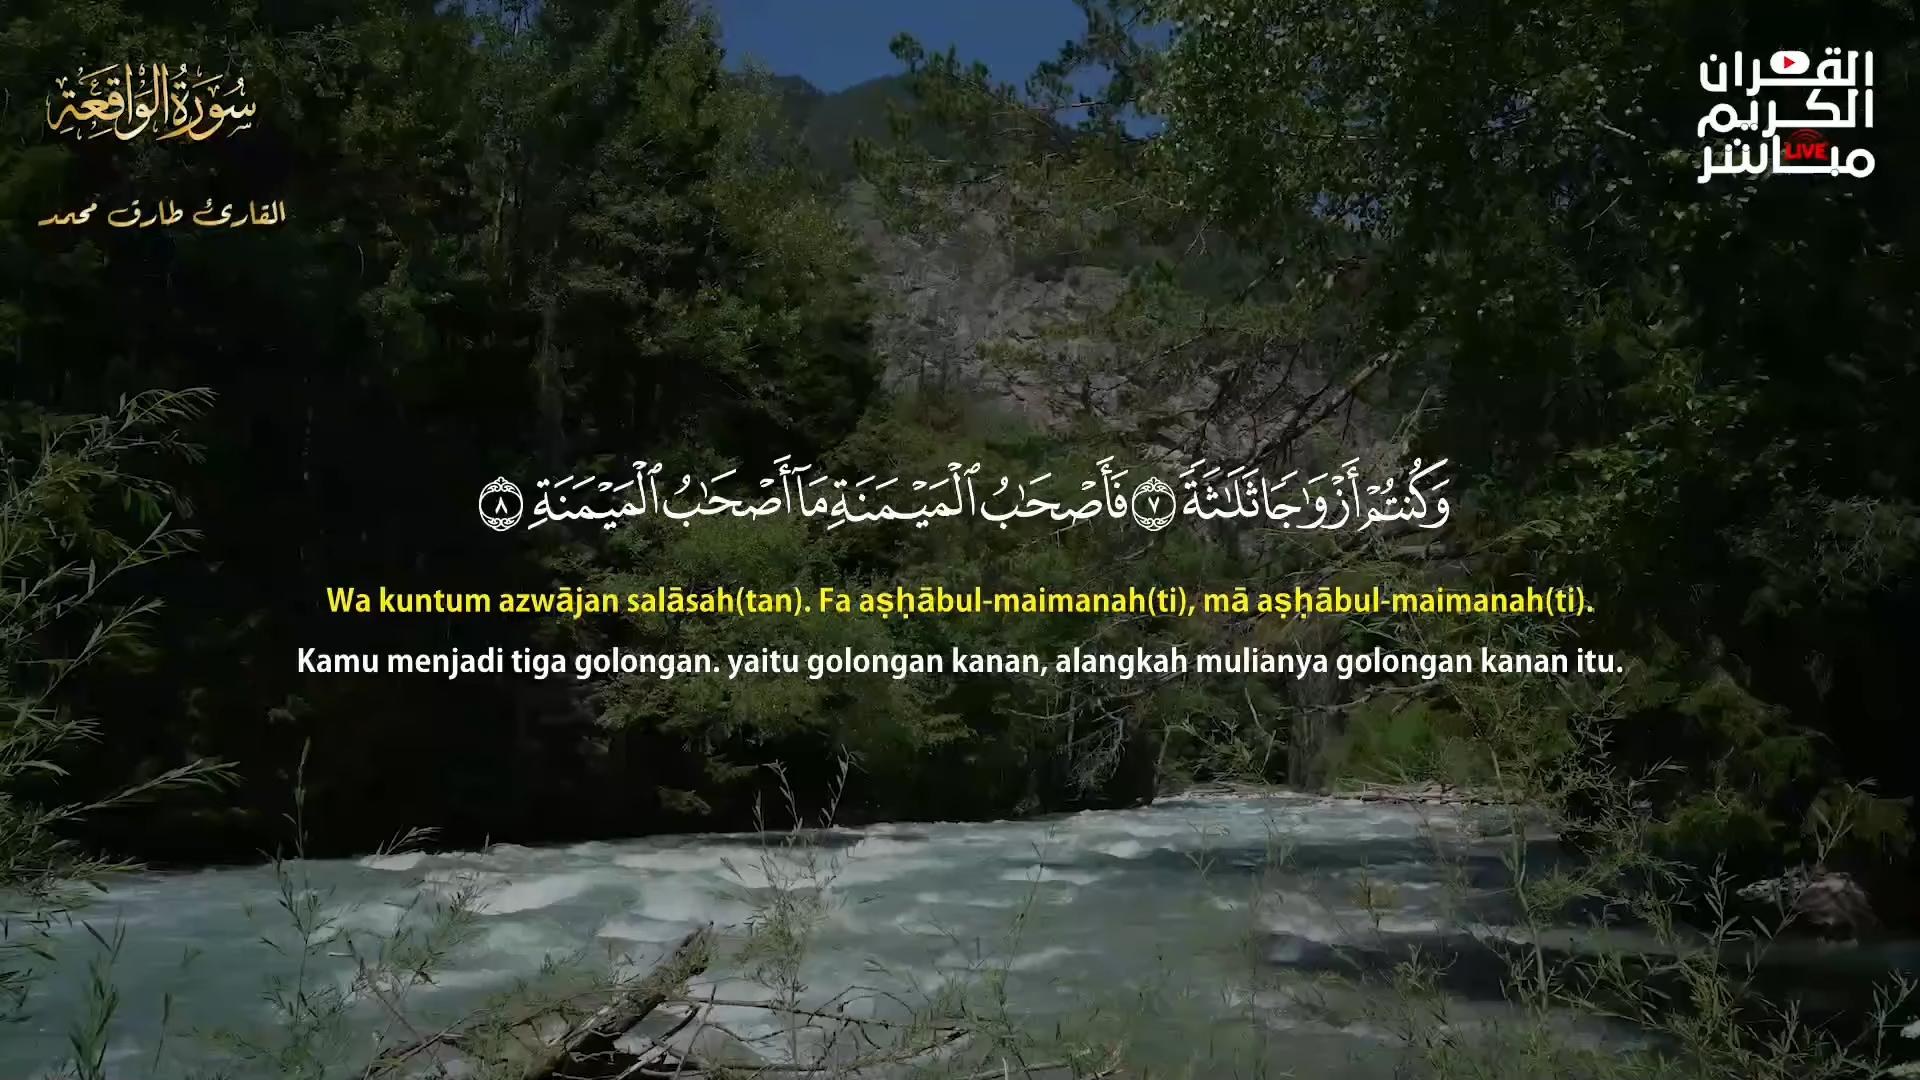 سُورَةُ الوَاقِعَةِ
القارئ طارق محمد
القرآن
الكريم
مباشر
LIVE
وَكُنتُمْ أَزْوَٰجًا ثَلَٰثَةً ٧ فَأَصْحَٰبُ ٱلْمَيْمَنَةِ مَآ أَصْحَٰبُ ٱلْمَيْمَنَةِ ٨
Wa kuntum azwājan salāsah(tan). Fa aṣḥābul-maimanah(ti), mā aṣḥābul-maimanah(ti).
Kamu menjadi tiga golongan. yaitu golongan kanan, alangkah mulianya golongan kanan itu.